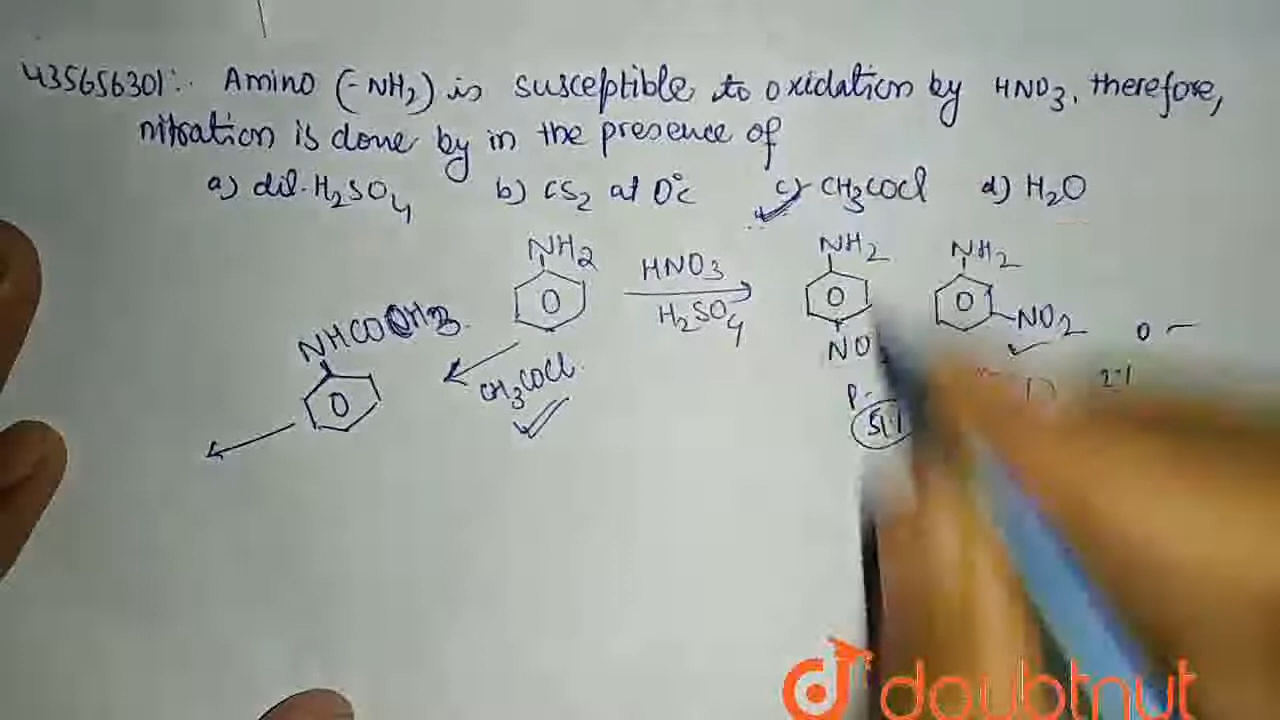 435656301:. Amino (-NH2) is susceptible to oxidation by HNO3, therefore,
nitration is done by in the presence of
a) dil. H2SO4 b) CS2 at 0°C c) CH3COCl d) H2O
NH2 HNO3 H2SO4 NH2 NH2
NHCOCH3 NO2 NO2 O
CH3COCl P- 51% 2%
doubtnut